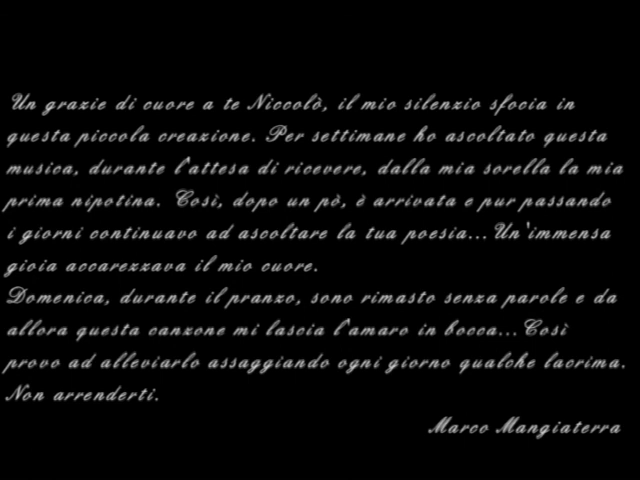 Un grazie di cuore a te Niccolò, il mio silenzio sfocia in
questa piccola creazione. Per settimane ho ascoltato questa
musica, durante l'attesa di ricevere, dalla mia sorella la mia
prima nipotina. Così, dopo un pò, è arrivata e pur passando
i giorni continuavo ad ascoltare la tua poesia... Un'immensa
gioia accarezzava il mio cuore.
Domenica, durante il pranzo, sono rimasto senza parole e da
allora questa canzone mi lascia l'amaro in bocca... Così
provo ad alleviarlo assaggiando ogni giorno qualche lacrima.
Non arrenderti.
Marco Mangiaterra